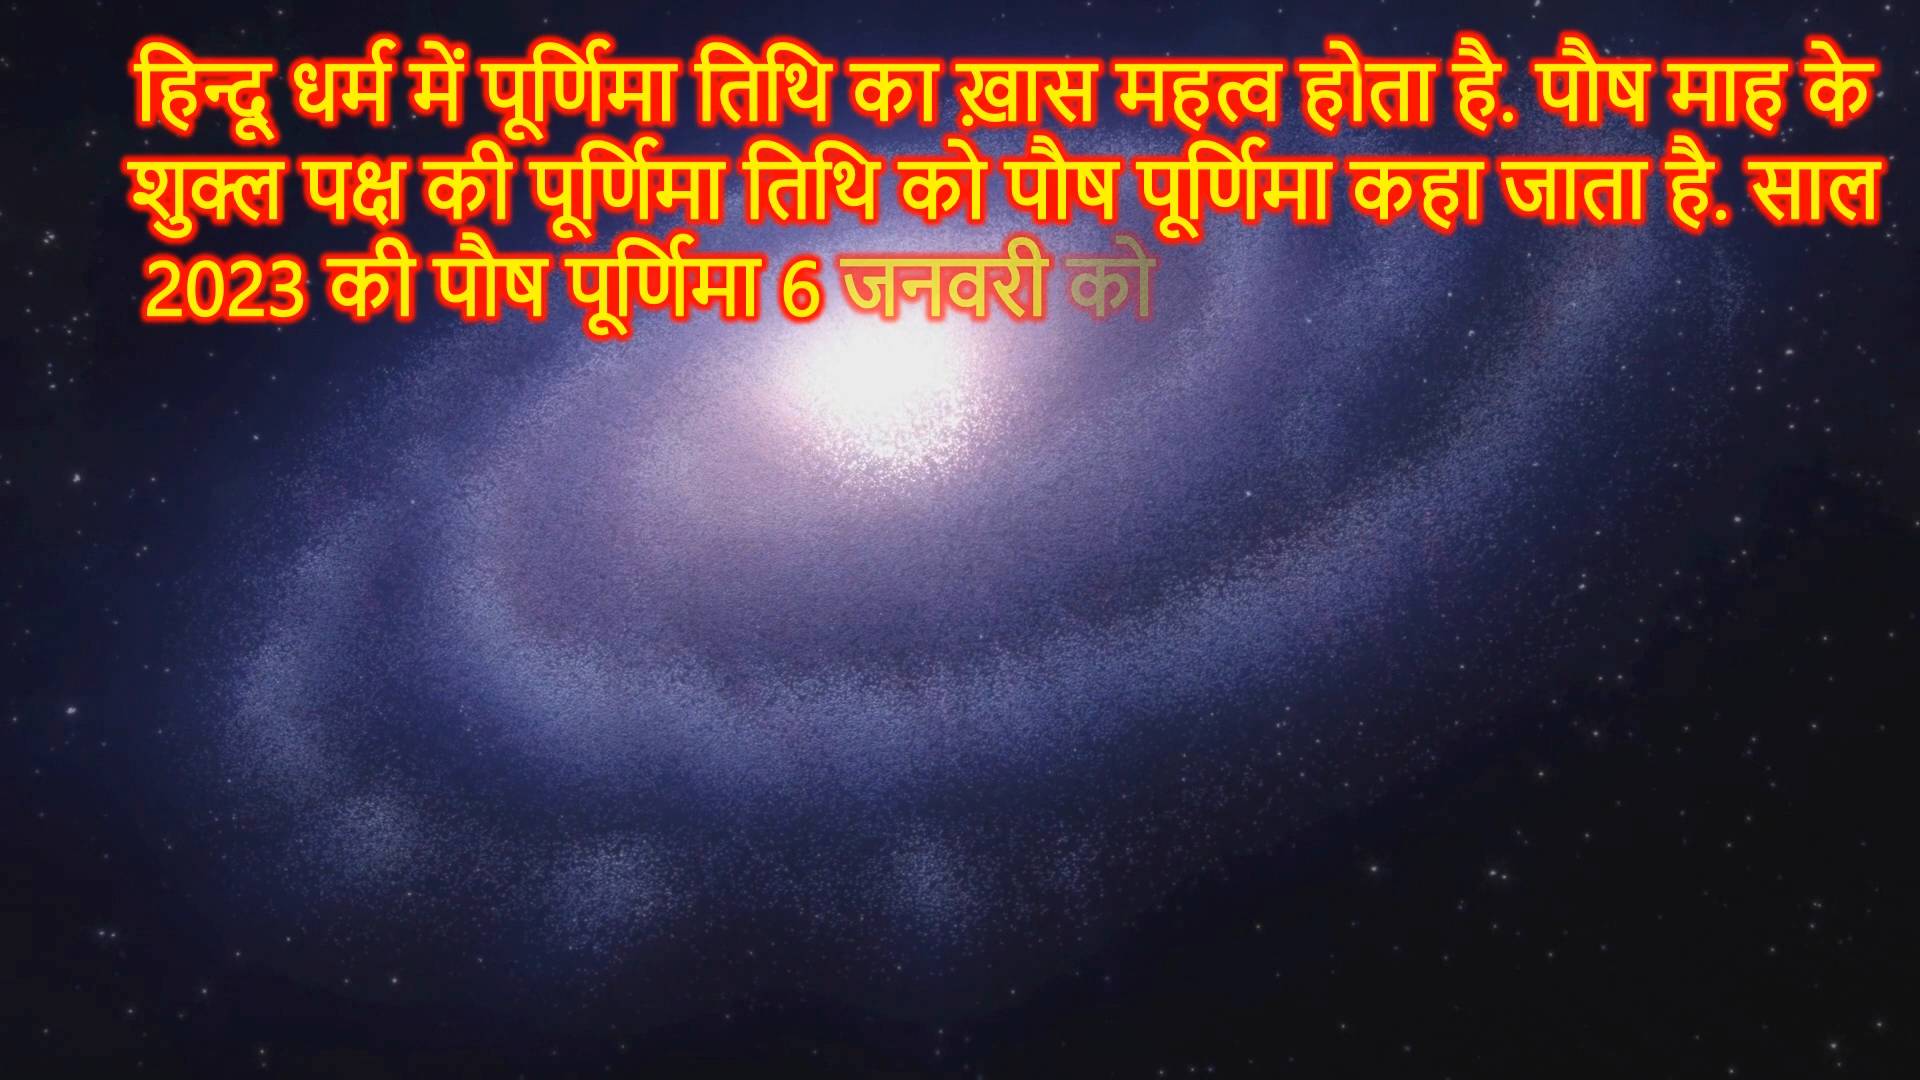 हिन्दू धर्म में पूर्णिमा तिथि का ख़ास महत्व होता है. पौष माह के
शुक्ल पक्ष की पूर्णिमा तिथि को पौष पूर्णिमा कहा जाता है. साल
2023 की पौष पूर्णिमा 6 जनवरी को